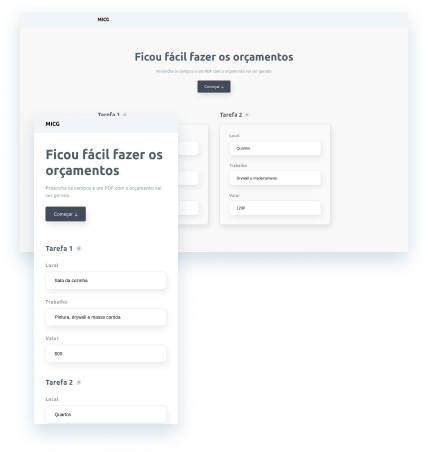 MICG
Ficou fácil fazer os orçamentos
Preencha os campos e um PDF com o orçamento vai ser gerado
Começar ↓
Tarefa 1
Tarefa 2
Local
Quartos
Trabalho
Drywall e madeiramento
Valor
1200
MICG
Ficou fácil fazer os
orçamentos
Preencha os campos e um PDF com o orçamento vai
ser gerado
Começar ↓
Tarefa 1
Local
Sala da cozinha
Trabalho
Pintura, drywall e massa corrida
Valor
800
Tarefa 2
Local
Quartos